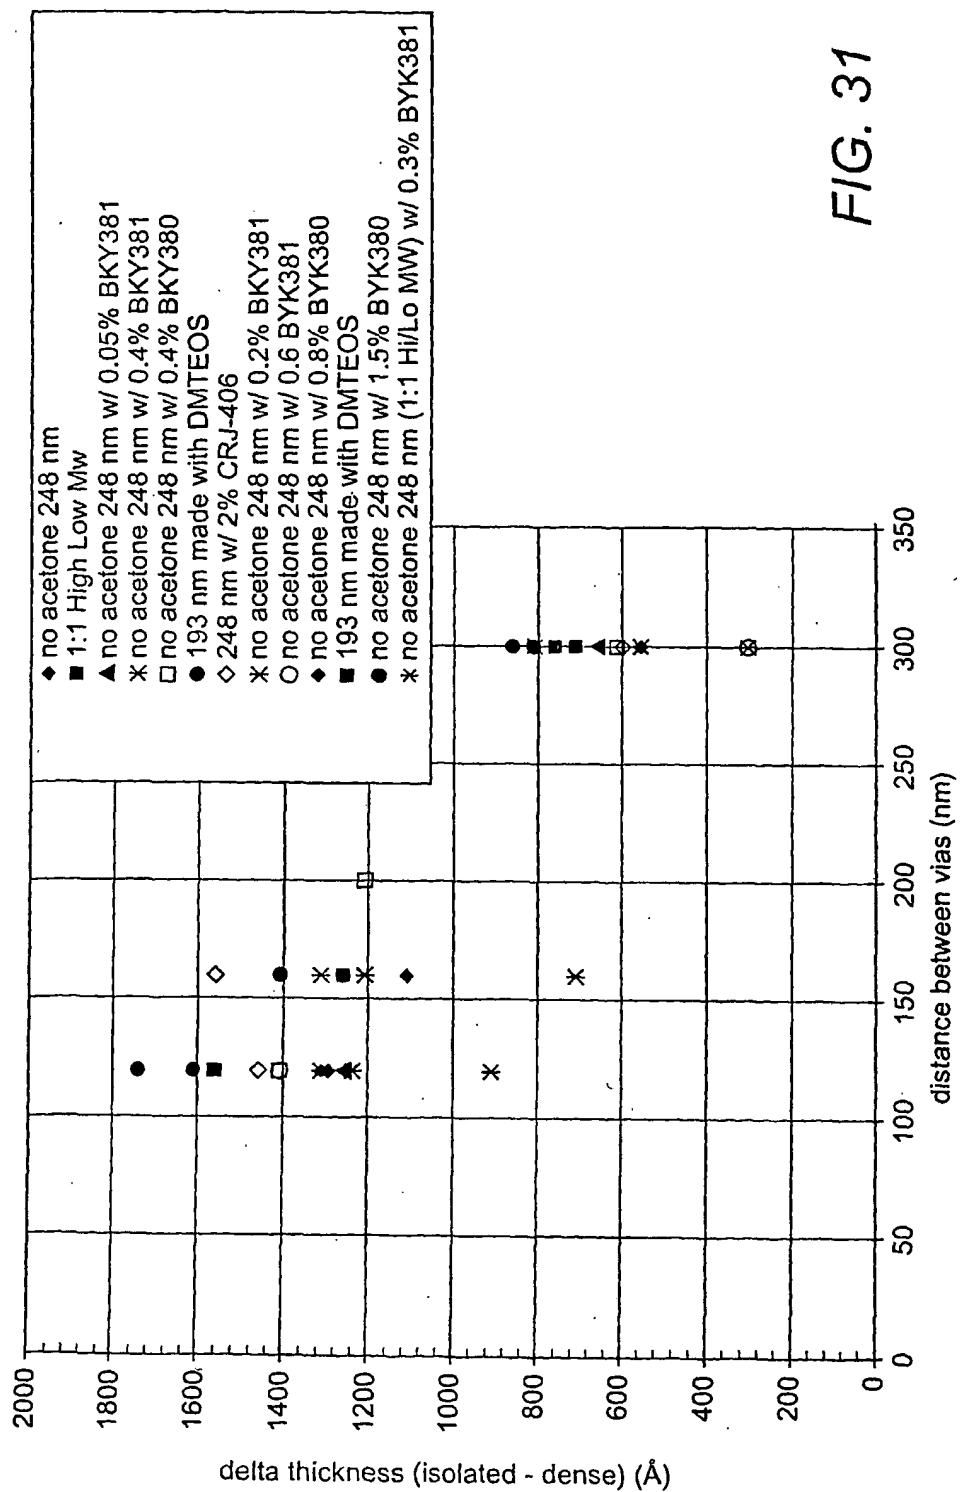 ◆ no acetone 248 nm
■ 1:1 High Low Mw
▲ no acetone 248 nm w/ 0.05% BKY381
✳ no acetone 248 nm w/ 0.4% BKY381
□ no acetone 248 nm w/ 0.4% BKY380
● 193 nm made with DMTEOS
◇ 248 nm w/ 2% CRJ-406
✳ no acetone 248 nm w/ 0.2% BKY381
○ no acetone 248 nm w/ 0.6 BYK381
◆ no acetone 248 nm w/ 0.8% BYK380
■ 193 nm made with DMTEOS
● no acetone 248 nm w/ 1.5% BYK380
✳ no acetone 248 nm (1:1 Hi/Lo MW) w/ 0.3% BYK381
2000
1800
1600
1400
1200
1000
800
600
400
200
0
delta thickness (isolated - dense) (Å)
0
50
100
150
200
250
300
350
distance between vias (nm)
FIG. 31